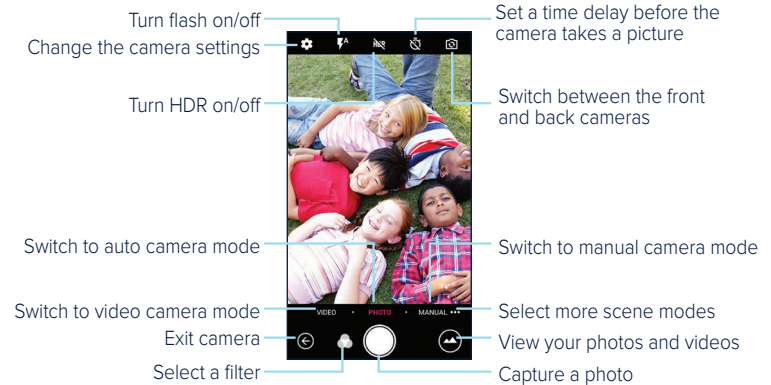 Turn flash on/off
Change the camera settings
Turn HDR on/off
Switch to auto camera mode
Switch to video camera mode
Exit camera
Select a filter
A
HDR
VIDEO • PHOTO • MANUAL •••
Set a time delay before the
camera takes a picture
Switch between the front
and back cameras
Switch to manual camera mode
Select more scene modes
View your photos and videos
Capture a photo